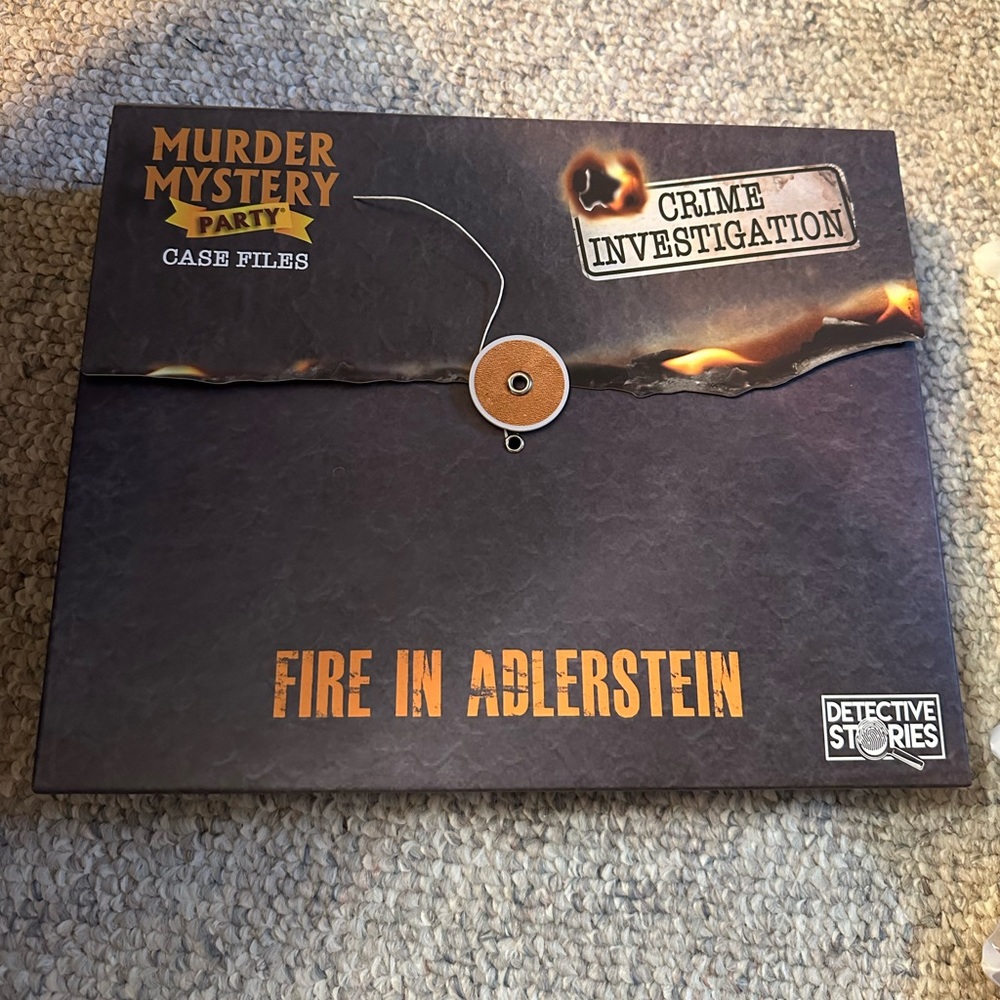 MURDER
MYSTERY
PARTY®
CASE FILES
CRIME
INVESTIGATION
FIRE IN ADLERSTEIN
DETECTIVE
STORIES